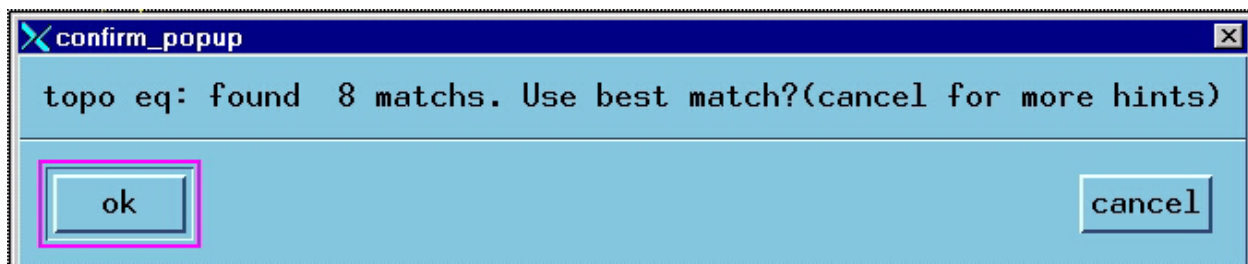 confirm_popup
topo eq: found  8 matchs. Use best match?(cancel for more hints)
ok
cancel